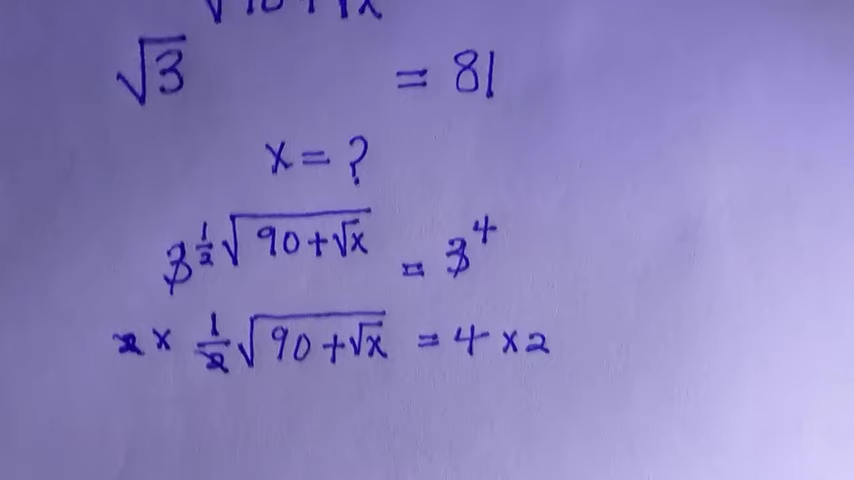 √3 = 81
x = ?
3^{½√(90+√x)} = 3^4
2 × ½√(90+√x) = 4 × 2